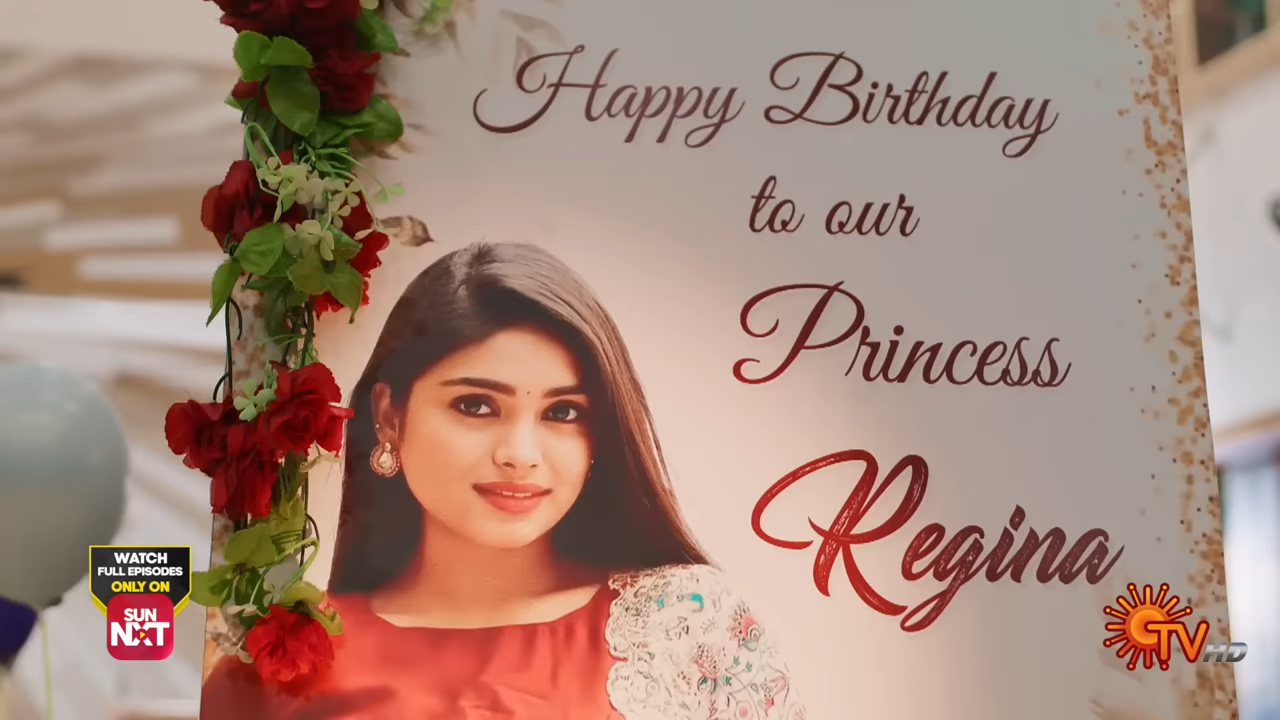 Happy Birthday
to our
Princess
Regina
WATCH
FULL EPISODES
ONLY ON
SUN
NXT
TV HD